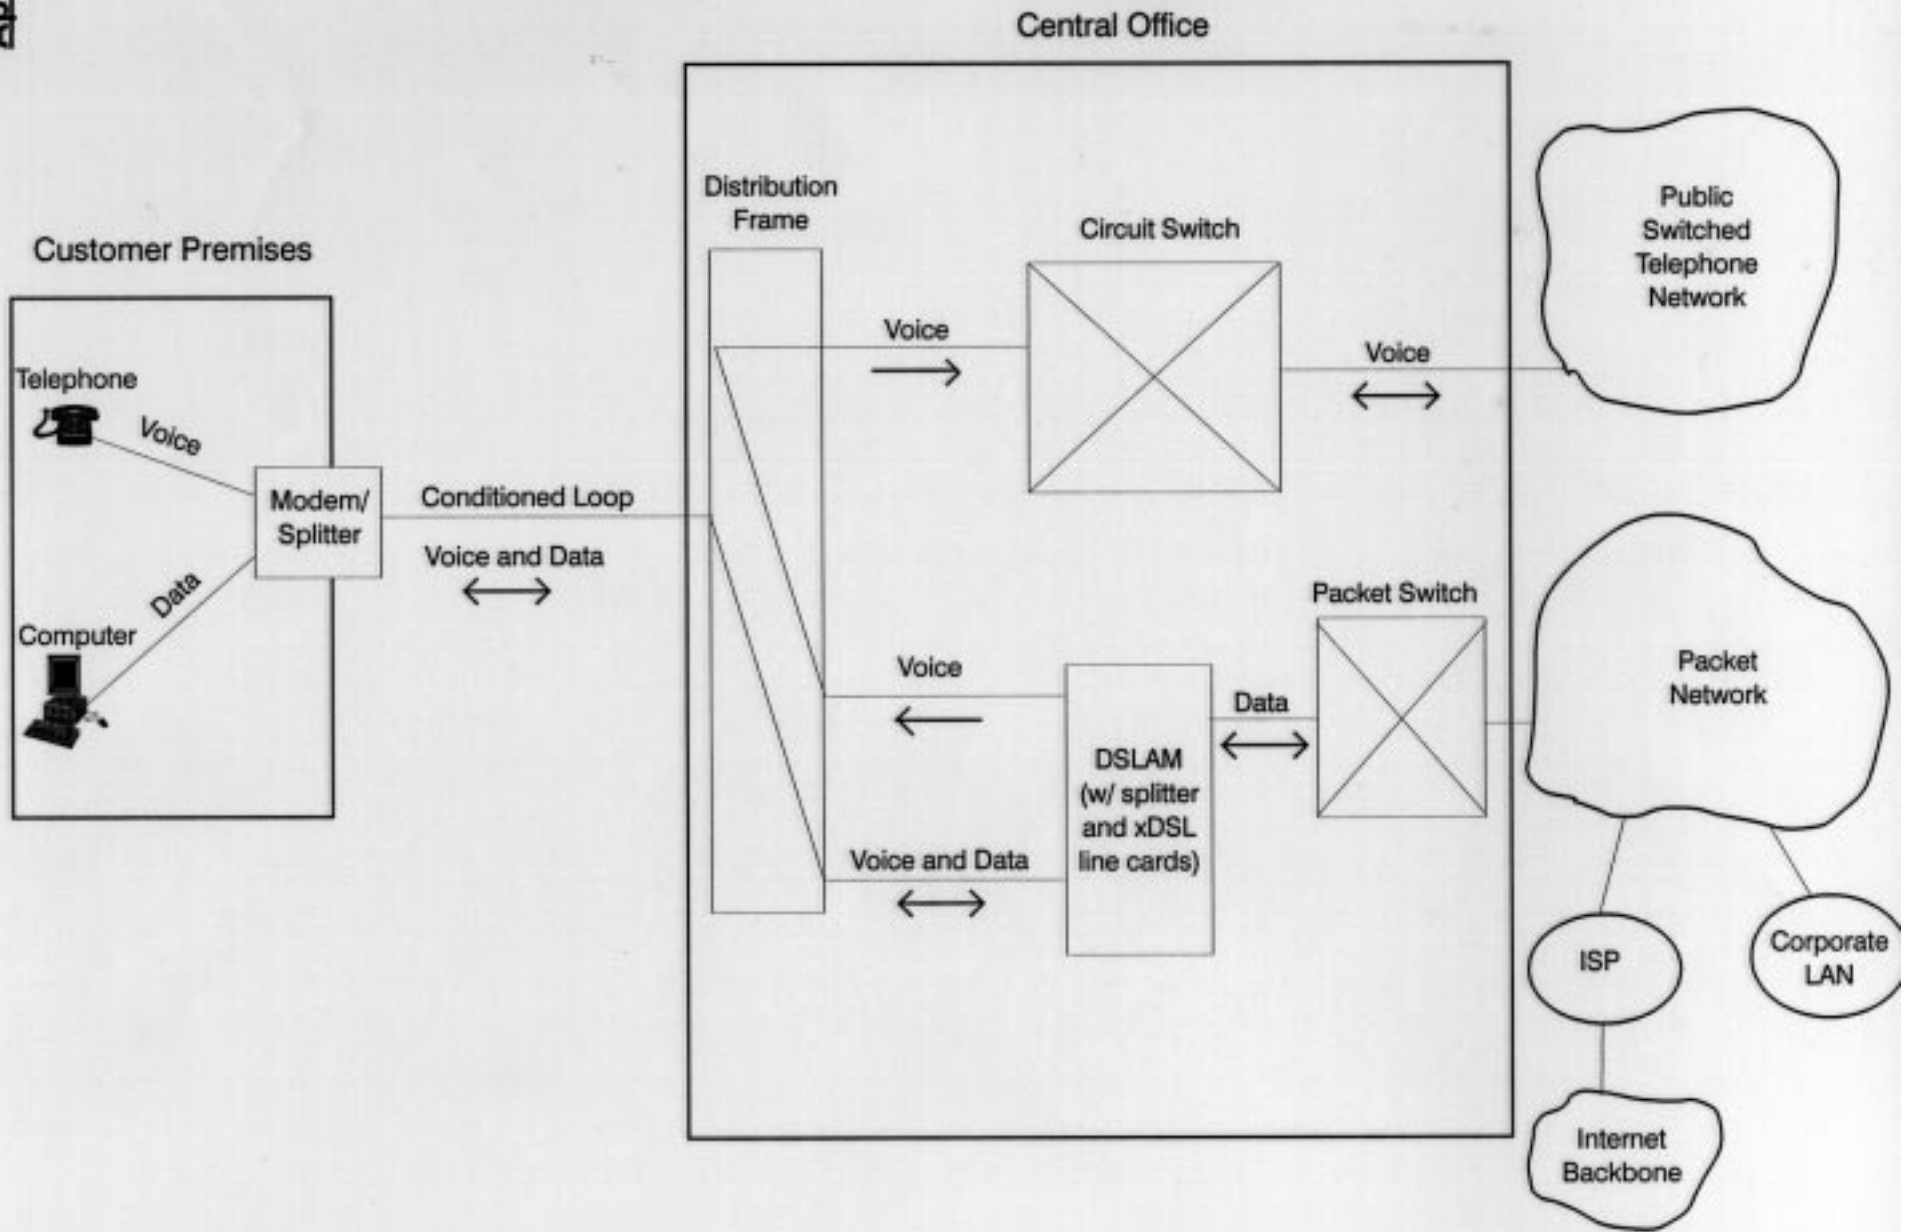 Central Office
Distribution
Frame
Circuit Switch
Public
Switched
Telephone
Network
Customer Premises
Voice
Voice
Telephone
Voice
Modem/
Splitter
Conditioned Loop
Voice and Data
Data
Computer
Packet Switch
Voice
Data
Packet
Network
DSLAM
(w/ splitter
and xDSL
line cards)
Voice and Data
ISP
Corporate
LAN
Internet
Backbone